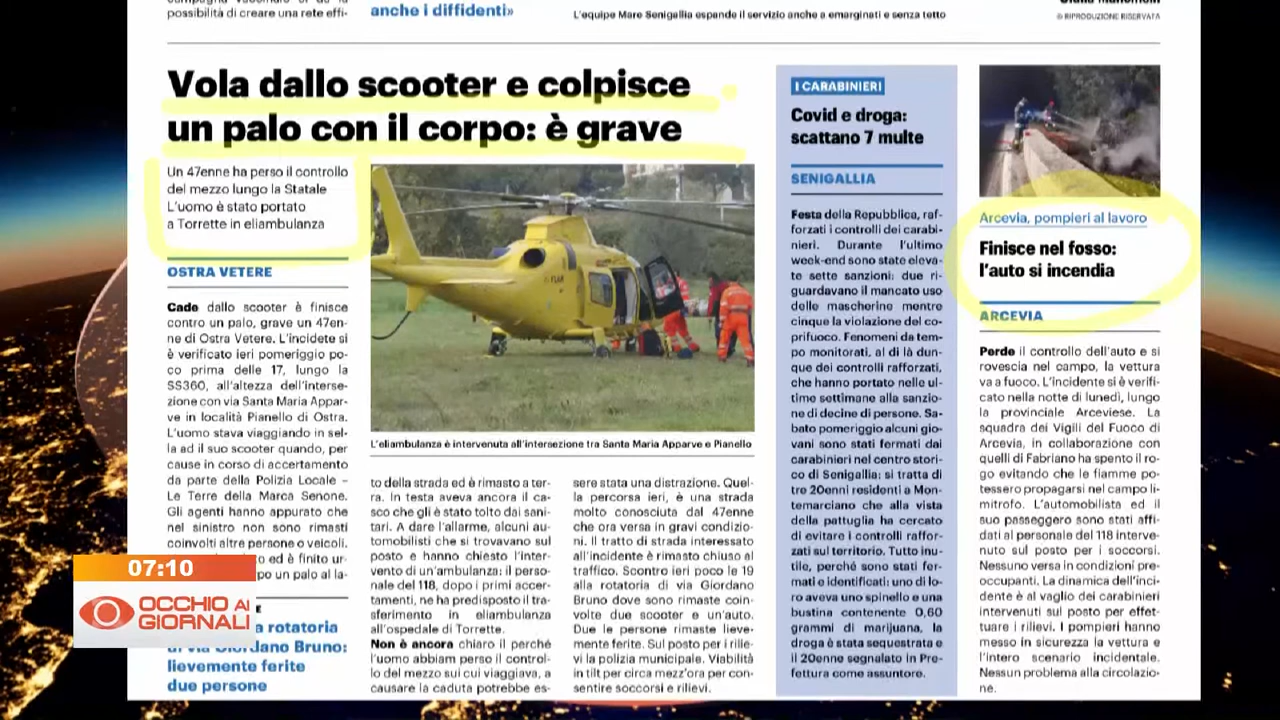 possibilità di creare una rete effi-
anche i diffidenti»
L'equipe Maro Senigallia espande il servizio anche a emarginati e senza tetto
© RIPRODUZIONE RISERVATA
Vola dallo scooter e colpisce
un palo con il corpo: è grave
Un 47enne ha perso il controllo
del mezzo lungo la Statale
L'uomo è stato portato
a Torrette in eliambulanza
OSTRA VETERE
Cade dallo scooter è finisce
contro un palo, grave un 47en-
ne di Ostra Vetere. L'incidete si
è verificato ieri pomeriggio po-
co prima delle 17, lungo la
SS360, all'altezza dell'interse-
zione con via Santa Maria Appar-
ve in località Pianello di Ostra.
L'uomo stava viaggiando in sel-
la ad il suo scooter quando, per
cause in corso di accertamento
da parte della Polizia Locale –
Le Terre della Marca Senone.
Gli agenti hanno appurato che
nel sinistro non sono rimasti
coinvolti altre persone o veicoli.
o ed è finito ur-
po un palo al la-
a rotatoria
di via Giordano Bruno:
lievemente ferite
due persone
L'eliambulanza è intervenuta all'intersezione tra Santa Maria Apparve e Pianello
to della strada ed è rimasto a ter-
ra. In testa aveva ancora il ca-
sco che gli è stato tolto dai sani-
tari. A dare l'allarme, alcuni au-
tomobilisti che si trovavano sul
posto e hanno chiesto l'inter-
vento di un'ambulanza: il perso-
nale del 118, dopo i primi accer-
tamenti, ne ha predisposto il tra-
sferimento in eliambulanza
all'ospedale di Torrette.
Non è ancora chiaro il perché
l'uomo abbiam perso il control-
lo del mezzo sui cui viaggiava, a
causare la caduta potrebbe es-
sere stata una distrazione. Quel-
la percorsa ieri, è una strada
molto conosciuta dal 47enne
che ora versa in gravi condizio-
ni. Il tratto di strada interessato
all'incidente è rimasto chiuso al
traffico. Scontro ieri poco le 19
alla rotatoria di via Giordano
Bruno dove sono rimaste coin-
volte due scooter e un'auto.
Due le persone rimaste lieve-
mente ferite. Sul posto per i rilie-
vi la polizia municipale. Viabilità
in tilt per circa mezz'ora per con-
sentire soccorsi e rilievi.
I CARABINIERI
Covid e droga:
scattano 7 multe
SENIGALLIA
Festa della Repubblica, raf-
forzati i controlli dei carabi-
nieri. Durante l'ultimo
week-end sono state eleva-
te sette sanzioni: due ri-
guardavano il mancato uso
delle mascherine mentre
cinque la violazione del co-
prifuoco. Fenomeni da tem-
po monitorati, al di là dun-
que dei controlli rafforzati,
che hanno portato nelle ul-
time settimane alla sanzio-
ne di decine di persone. Sa-
bato pomeriggio alcuni gio-
vani sono stati fermati dai
carabinieri nel centro stori-
co di Senigallia: si tratta di
tre 20enni residenti a Mon-
temarciano che alla vista
della pattuglia ha cercato
di evitare i controlli raffor-
zati sul territorio. Tutto inu-
tile, perché sono stati fer-
mati e identificati: uno di lo-
ro aveva uno spinello e una
bustina contenente 0,60
grammi di marijuana, la
droga è stata sequestrata e
il 20enne segnalato in Pre-
fettura come assuntore.
Arcevia, pompieri al lavoro
Finisce nel fosso:
l'auto si incendia
ARCEVIA
Perde il controllo dell'auto e si
rovescia nel campo, la vettura
va a fuoco. L'incidente si è verifi-
cato nella notte di lunedì, lungo
la provinciale Arceviese. La
squadra dei Vigili del Fuoco di
Arcevia, in collaborazione con
quelli di Fabriano ha spento il ro-
go evitando che le fiamme po-
tessero propagarsi nel campo li-
mitrofo. L'automobilista ed il
suo passeggero sono stati affi-
dati al personale del 118 interve-
nuto sul posto per i soccorsi.
Nessuno versa in condizioni pre-
occupanti. La dinamica dell'inci-
dente è al vaglio dei carabinieri
intervenuti sul posto per effet-
tuare i rilievi. I pompieri hanno
messo in sicurezza la vettura e
l'intero scenario incidentale.
Nessun problema alla circolazio-
ne.
07:10
OCCHIO AI
GIORNALI